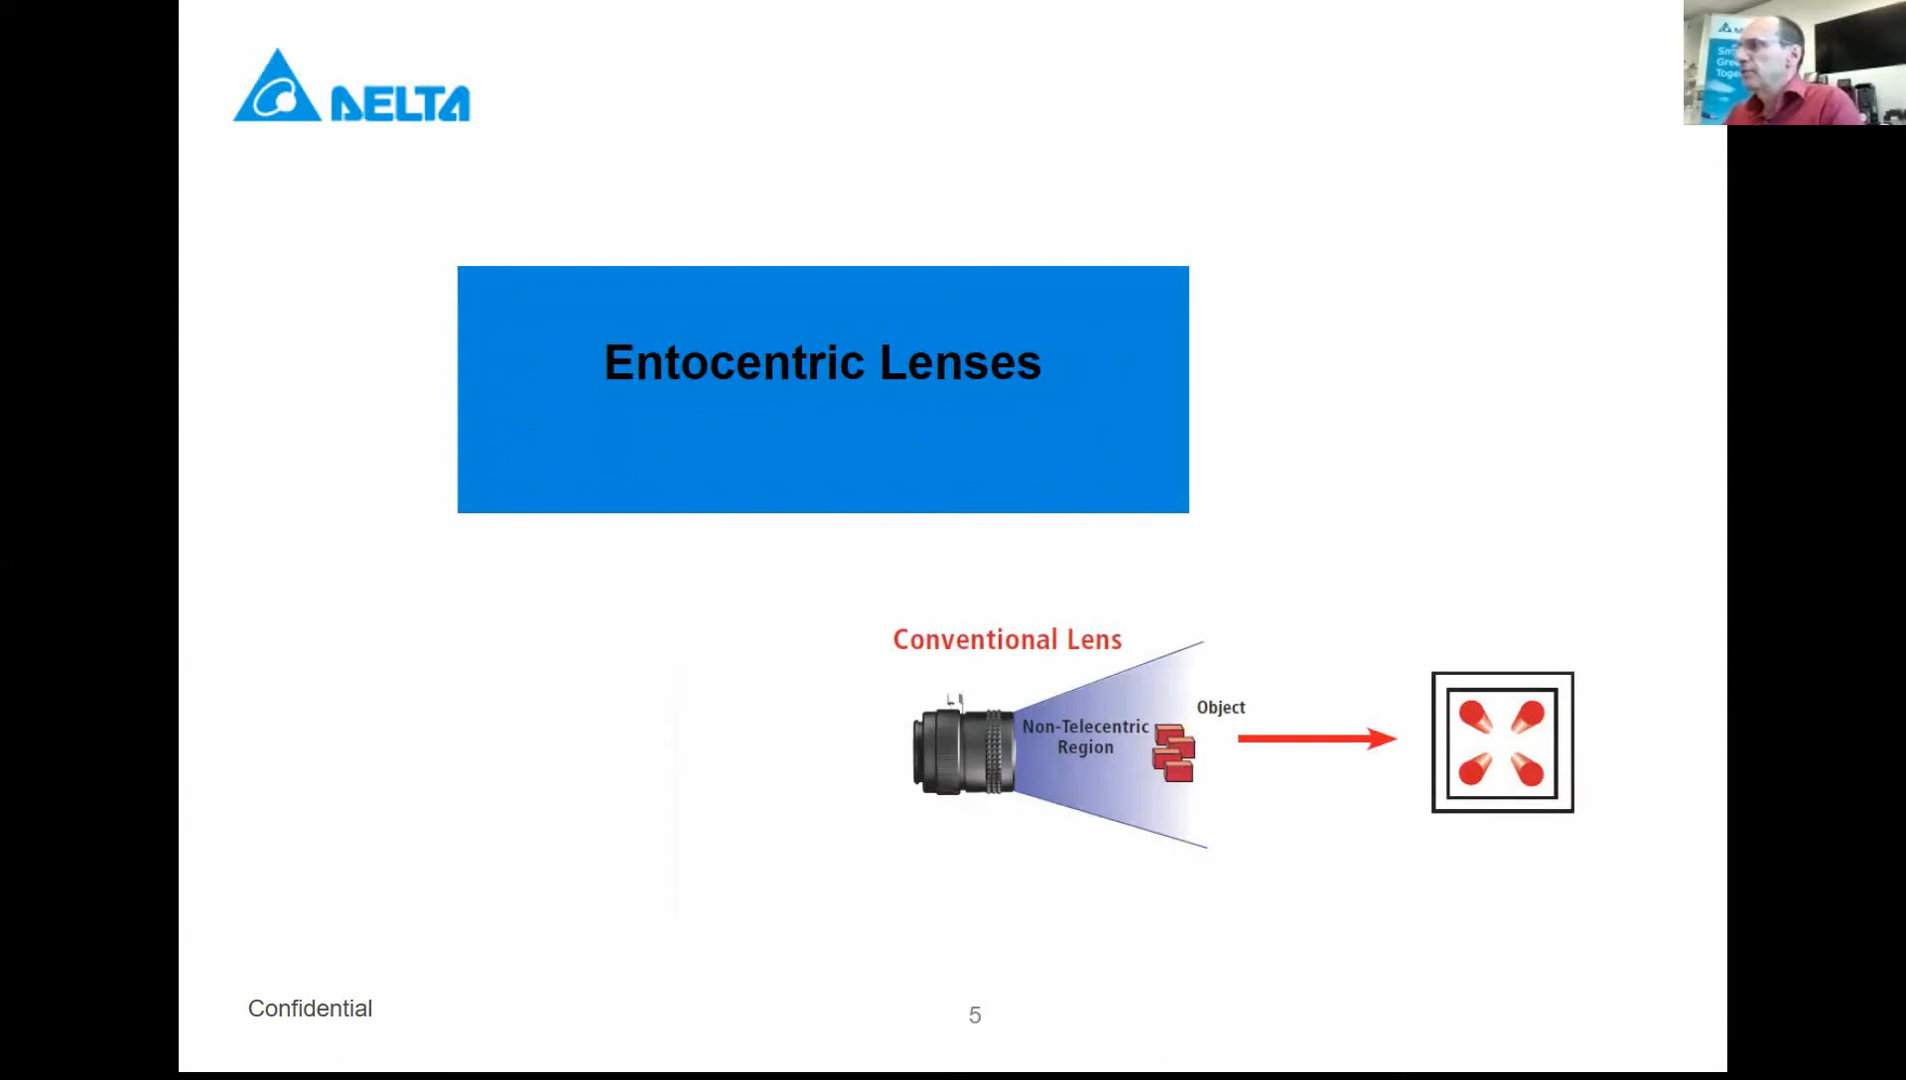 DELTA
Entocentric Lenses
Conventional Lens
Object
Non-Telecentric
Region
Confidential
5